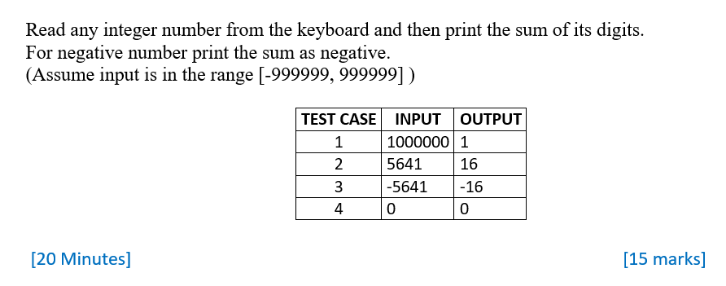 Read any integer number from the keyboard and then print the sum of its digits.
For negative number print the sum as negative.
(Assume input is in the range [-999999, 999999] )
TEST CASE INPUT OUTPUT
1 1000000 1
2 5641 16
3 -5641 -16
4 0 0
[20 Minutes] [15 marks]